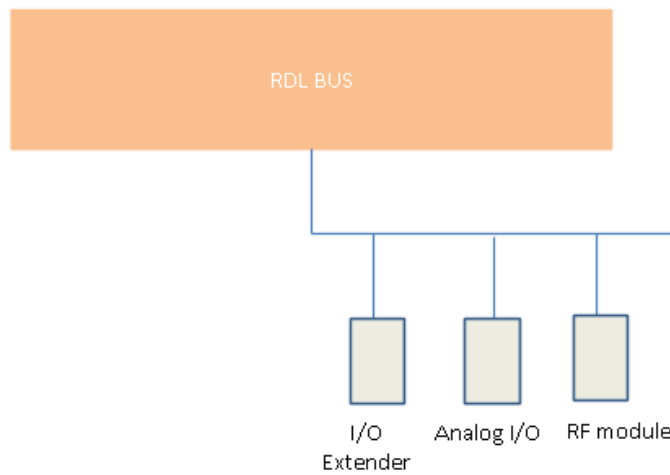 RDL BUS
I/O
Extender
Analog I/O
RF module